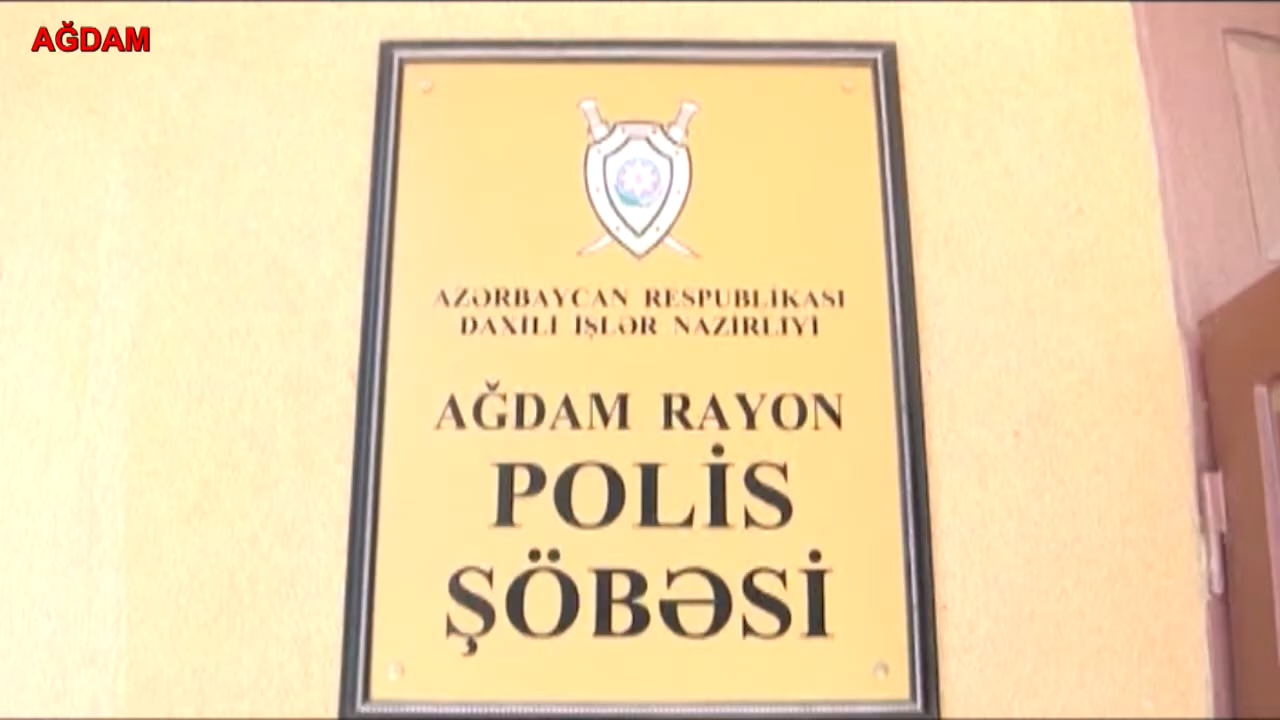 AĞDAM
AZƏRBAYCAN RESPUBLİKASI
DAXİLİ İŞLƏR NAZİRLİYİ
AĞDAM RAYON
POLİS
ŞÖBƏSİ